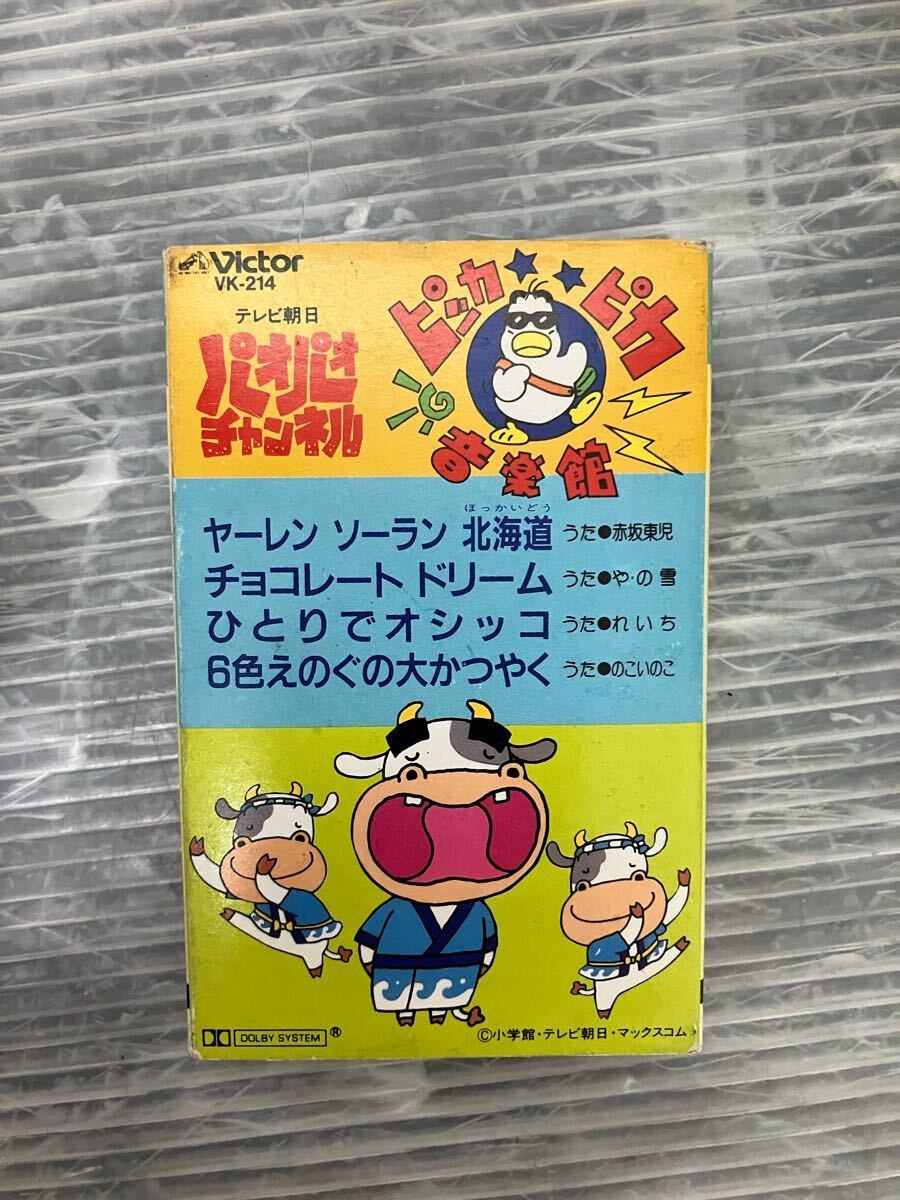 Victor
VK-214
テレビ朝日
パオパオ
チャンネル
ピッカピカ
音楽館
ほっかいどう
ヤーレン ソーラン 北海道 うた●赤坂東児
チョコレート ドリーム うた●や・の雪
ひとりでオシッコ うた●れいち
6色えのぐの大かつやく うた●のこいのこ
DOLBY SYSTEM ®
©小学館・テレビ朝日・マックスコム